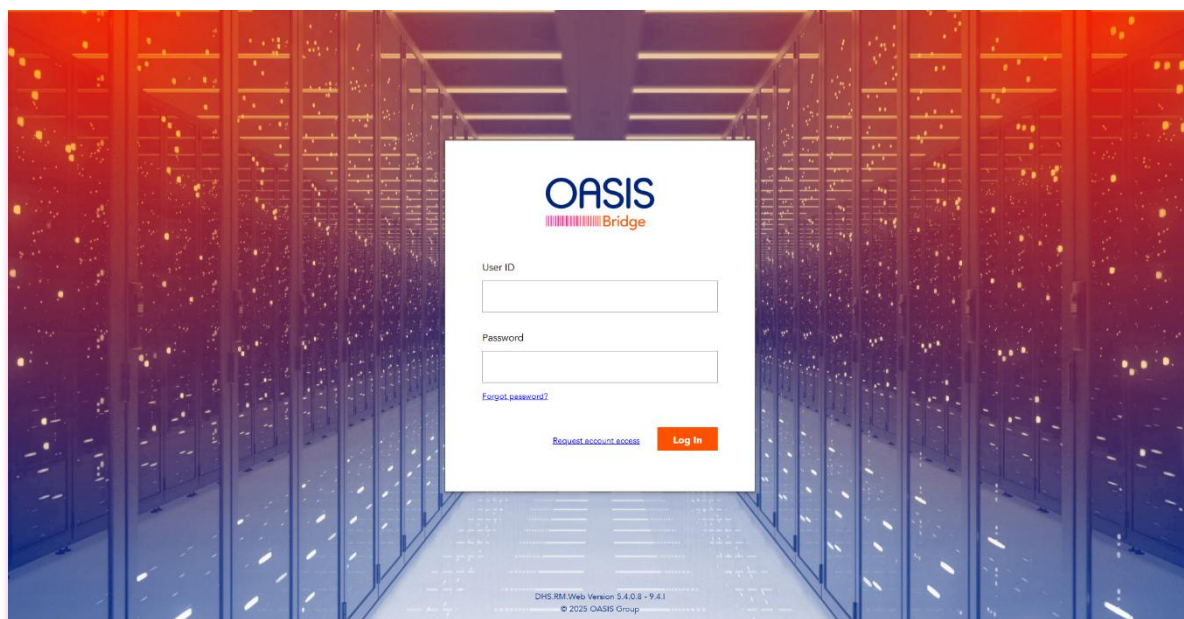 OASIS
Bridge
User ID
Password
Forgot password?
Request account access
Log In
DHS.RM.Web Version 5.4.0.8 - 9.4.1
© 2025 OASIS Group